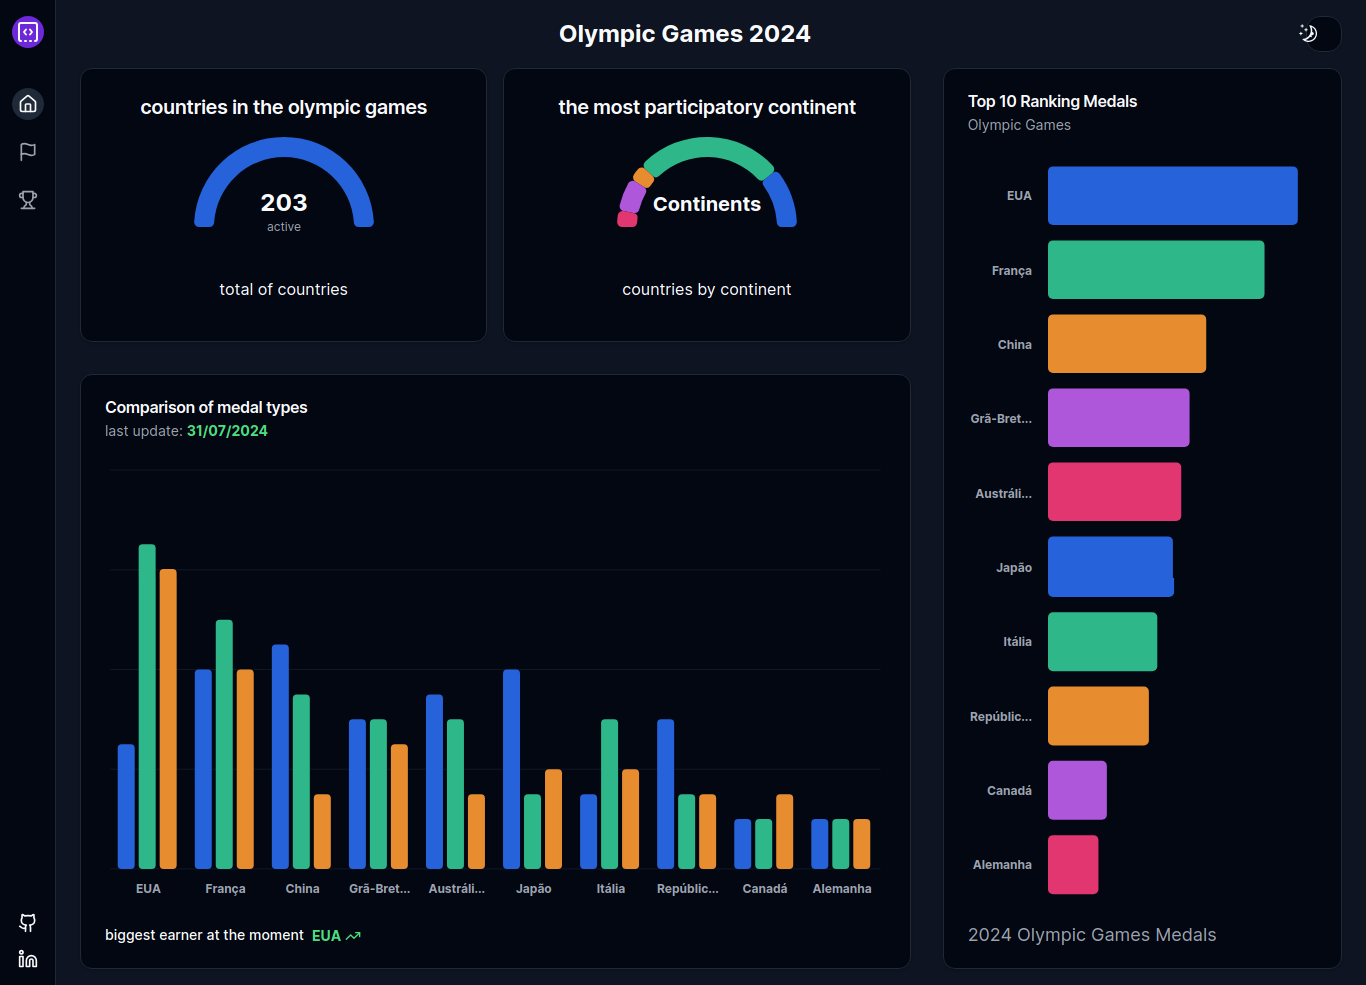 Olympic Games 2024
countries in the olympic games
203
active
total of countries
the most participatory continent
Continents
countries by continent
Comparison of medal types
last update: 31/07/2024
EUA
França
China
Grã-Bret...
Austráli...
Japão
Itália
Repúblic...
Canadá
Alemanha
biggest earner at the moment EUA
Top 10 Ranking Medals
Olympic Games
EUA
França
China
Grã-Bret...
Austráli...
Japão
Itália
Repúblic...
Canadá
Alemanha
2024 Olympic Games Medals